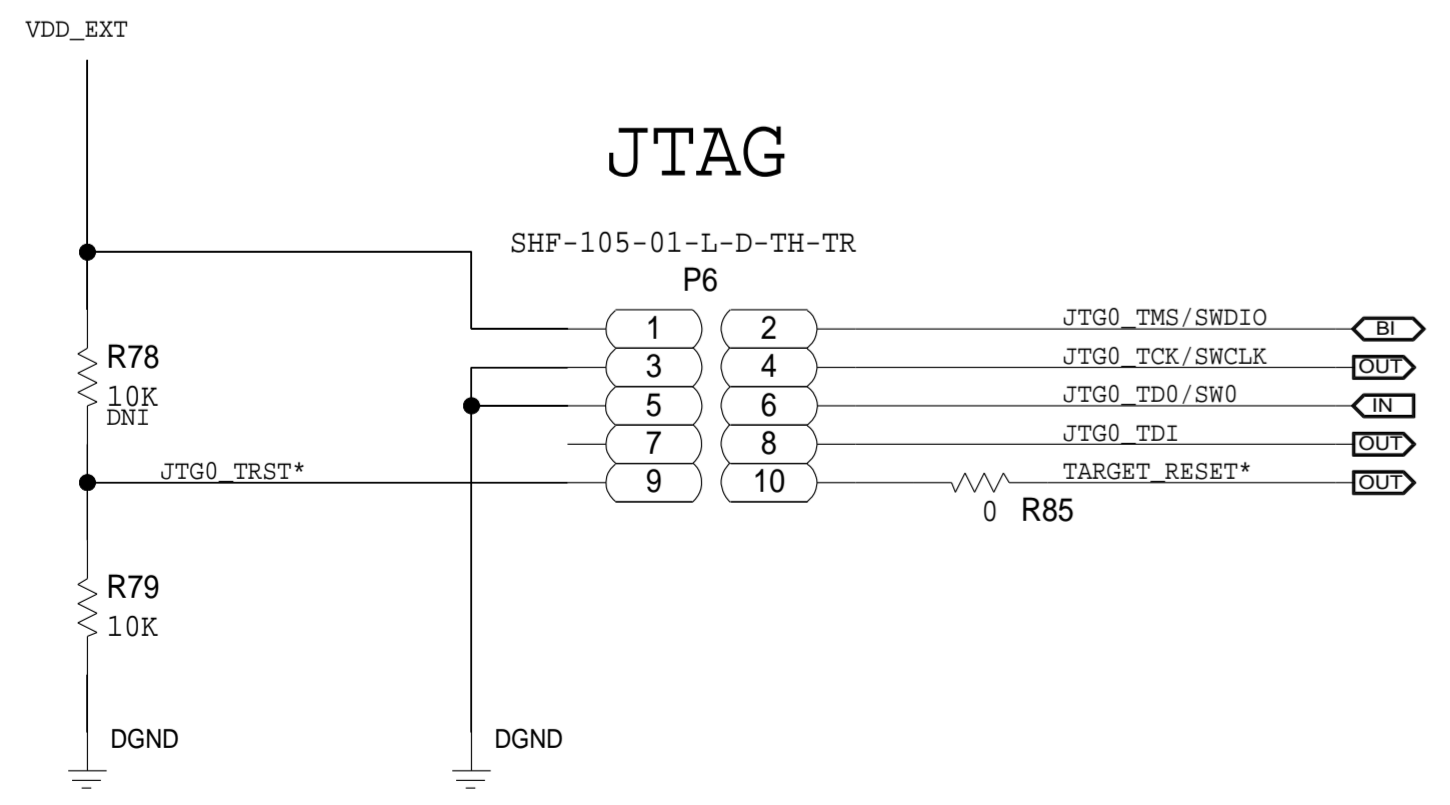 VDD_EXT
JTAG
SHF-105-01-L-D-TH-TR
P6
1 2 JTG0_TMS/SWDIO BI
R78 3 4 JTG0_TCK/SWCLK OUT
10K 5 6 JTG0_TD0/SW0 IN
DNI
7 8 JTG0_TDI OUT
JTG0_TRST* 9 10 TARGET_RESET* OUT
0 R85
R79
10K
DGND DGND